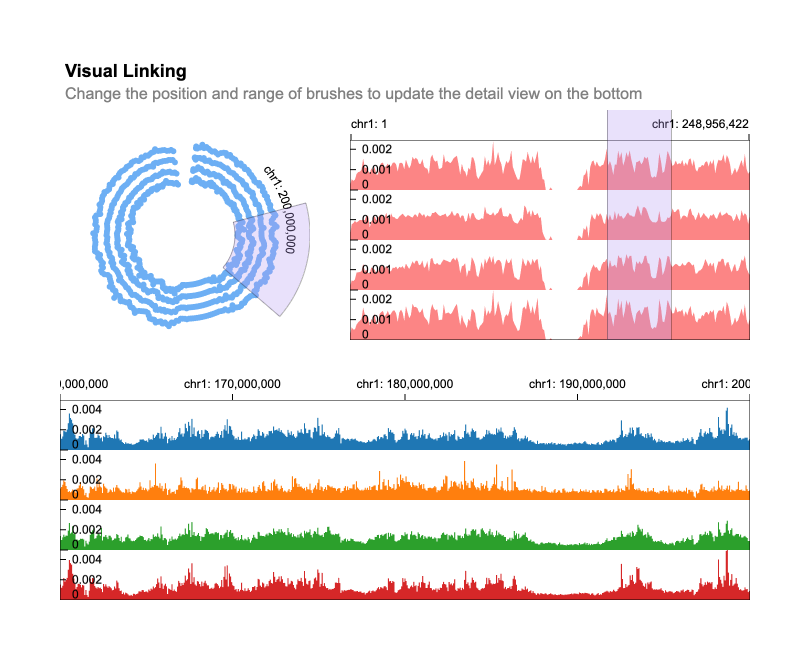 Visual Linking
Change the position and range of brushes to update the detail view on the bottom
chr1: 200,000,000
chr1: 1
chr1: 248,956,422
0.002
0.001
0
0.002
0.001
0
0.002
0.001
0
0.002
0.001
0
),000,000
chr1: 170,000,000
chr1: 180,000,000
chr1: 190,000,000
chr1: 200
0.004
0.002
0
0.004
0.002
0
0.004
0.002
0
0.004
0.002
0